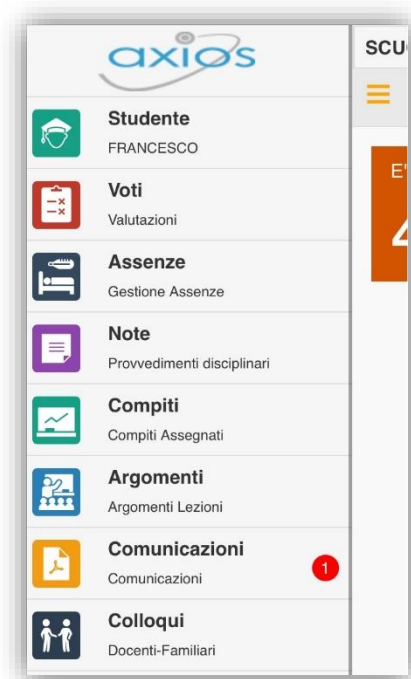 axios
SCU
Studente
FRANCESCO
E'
Voti
Valutazioni
4
Assenze
Gestione Assenze
Note
Provvedimenti disciplinari
Compiti
Compiti Assegnati
Argomenti
Argomenti Lezioni
Comunicazioni
Comunicazioni
1
Colloqui
Docenti-Familiari